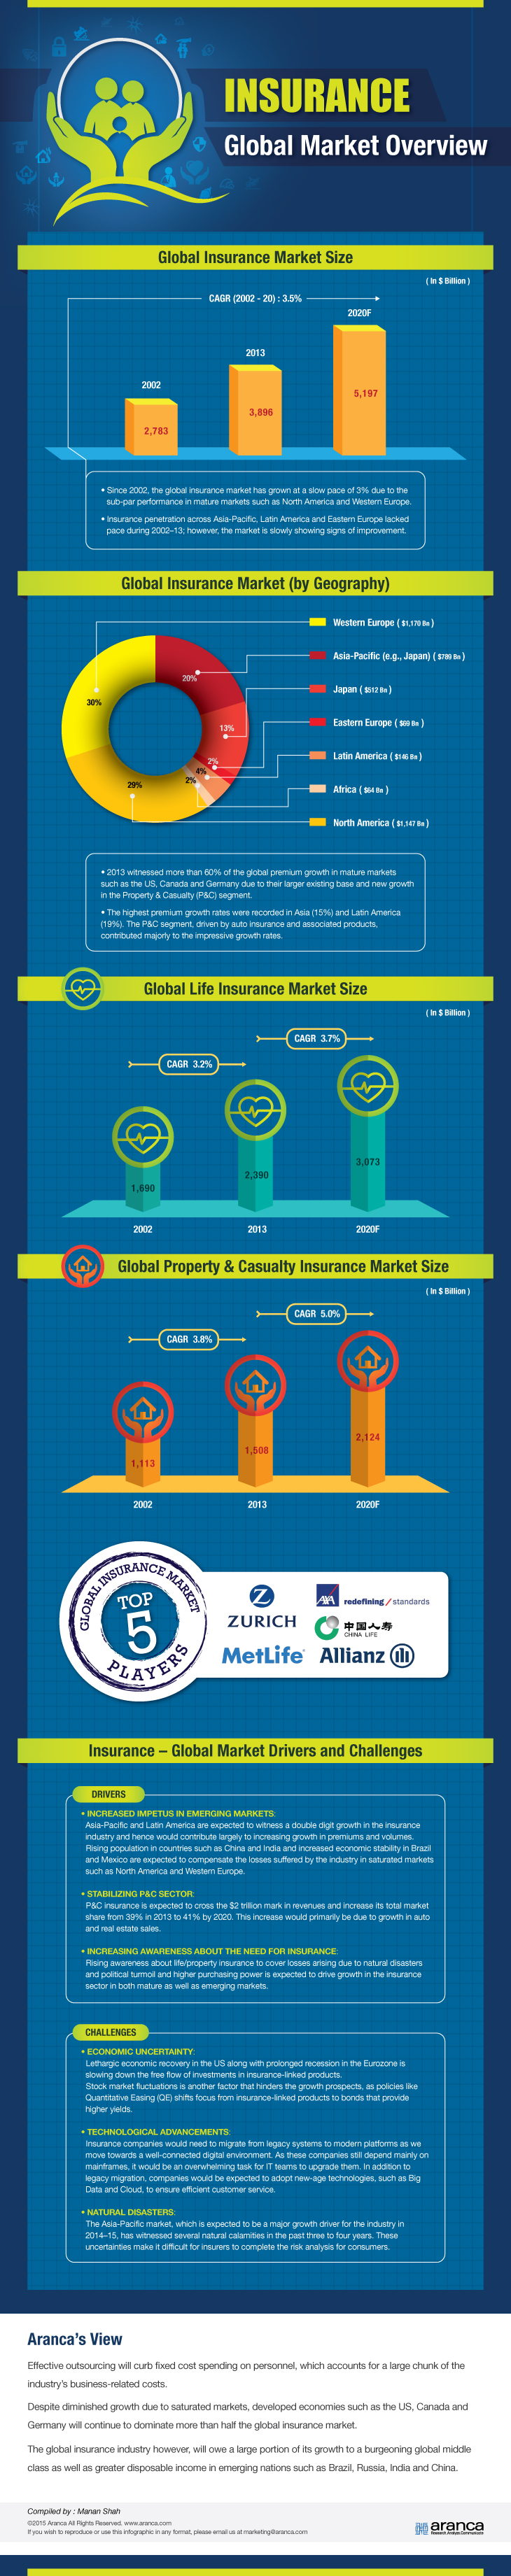 INSURANCE
Global Market Overview
Global Insurance Market Size
( In $ Billion )
CAGR (2002 - 20) : 3.5%
2020F
2013
2002
5,197
3,896
2,783
• Since 2002, the global insurance market has grown at a slow pace of 3% due to the
sub-par performance in mature markets such as North America and Western Europe.
• Insurance penetration across Asia-Pacific, Latin America and Eastern Europe lacked
pace during 2002–13; however, the market is slowly showing signs of improvement.
Global Insurance Market (by Geography)
Western Europe ( $1,170 Bn )
Asia-Pacific (e.g., Japan) ( $789 Bn )
Japan ( $512 Bn )
Eastern Europe ( $69 Bn )
Latin America ( $146 Bn )
Africa ( $64 Bn )
North America ( $1,147 Bn )
20%
30%
13%
2%
4%
2%
29%
• 2013 witnessed more than 60% of the global premium growth in mature markets
such as the US, Canada and Germany due to their larger existing base and new growth
in the Property & Casualty (P&C) segment.
• The highest premium growth rates were recorded in Asia (15%) and Latin America
(19%). The P&C segment, driven by auto insurance and associated products,
contributed majorly to the impressive growth rates.
Global Life Insurance Market Size
( In $ Billion )
CAGR 3.7%
CAGR 3.2%
3,073
2,390
1,690
2002
2013
2020F
Global Property & Casualty Insurance Market Size
( In $ Billion )
CAGR 5.0%
CAGR 3.8%
2,124
1,508
1,113
2002
2013
2020F
GLOBAL INSURANCE MARKET
TOP
5
PLAYERS
ZURICH
AXA
redefining / standards
中国人寿
CHINA LIFE
MetLife
Allianz
Insurance – Global Market Drivers and Challenges
DRIVERS
• INCREASED IMPETUS IN EMERGING MARKETS:
Asia-Pacific and Latin America are expected to witness a double digit growth in the insurance
industry and hence would contribute largely to increasing growth in premiums and volumes.
Rising population in countries such as China and India and increased economic stability in Brazil
and Mexico are expected to compensate the losses suffered by the industry in saturated markets
such as North America and Western Europe.
• STABILIZING P&C SECTOR:
P&C insurance is expected to cross the $2 trillion mark in revenues and increase its total market
share from 39% in 2013 to 41% by 2020. This increase would primarily be due to growth in auto
and real estate sales.
• INCREASING AWARENESS ABOUT THE NEED FOR INSURANCE:
Rising awareness about life/property insurance to cover losses arising due to natural disasters
and political turmoil and higher purchasing power is expected to drive growth in the insurance
sector in both mature as well as emerging markets.
CHALLENGES
• ECONOMIC UNCERTAINTY:
Lethargic economic recovery in the US along with prolonged recession in the Eurozone is
slowing down the free flow of investments in insurance-linked products.
Stock market fluctuations is another factor that hinders the growth prospects, as policies like
Quantitative Easing (QE) shifts focus from insurance-linked products to bonds that provide
higher yields.
• TECHNOLOGICAL ADVANCEMENTS:
Insurance companies would need to migrate from legacy systems to modern platforms as we
move towards a well-connected digital environment. As these companies still depend mainly on
mainframes, it would be an overwhelming task for IT teams to upgrade them. In addition to
legacy migration, companies would be expected to adopt new-age technologies, such as Big
Data and Cloud, to ensure efficient customer service.
• NATURAL DISASTERS:
The Asia-Pacific market, which is expected to be a major growth driver for the industry in
2014–15, has witnessed several natural calamities in the past three to four years. These
uncertainties make it difficult for insurers to complete the risk analysis for consumers.
Aranca's View
Effective outsourcing will curb fixed cost spending on personnel, which accounts for a large chunk of the
industry's business-related costs.
Despite diminished growth due to saturated markets, developed economies such as the US, Canada and
Germany will continue to dominate more than half the global insurance market.
The global insurance industry however, will owe a large portion of its growth to a burgeoning global middle
class as well as greater disposable income in emerging nations such as Brazil, Russia, India and China.
Compiled by : Manan Shah
©2015 Aranca All Rights Reserved. www.aranca.com
If you wish to reproduce or use this infographic in any format, please email us at marketing@aranca.com
aranca